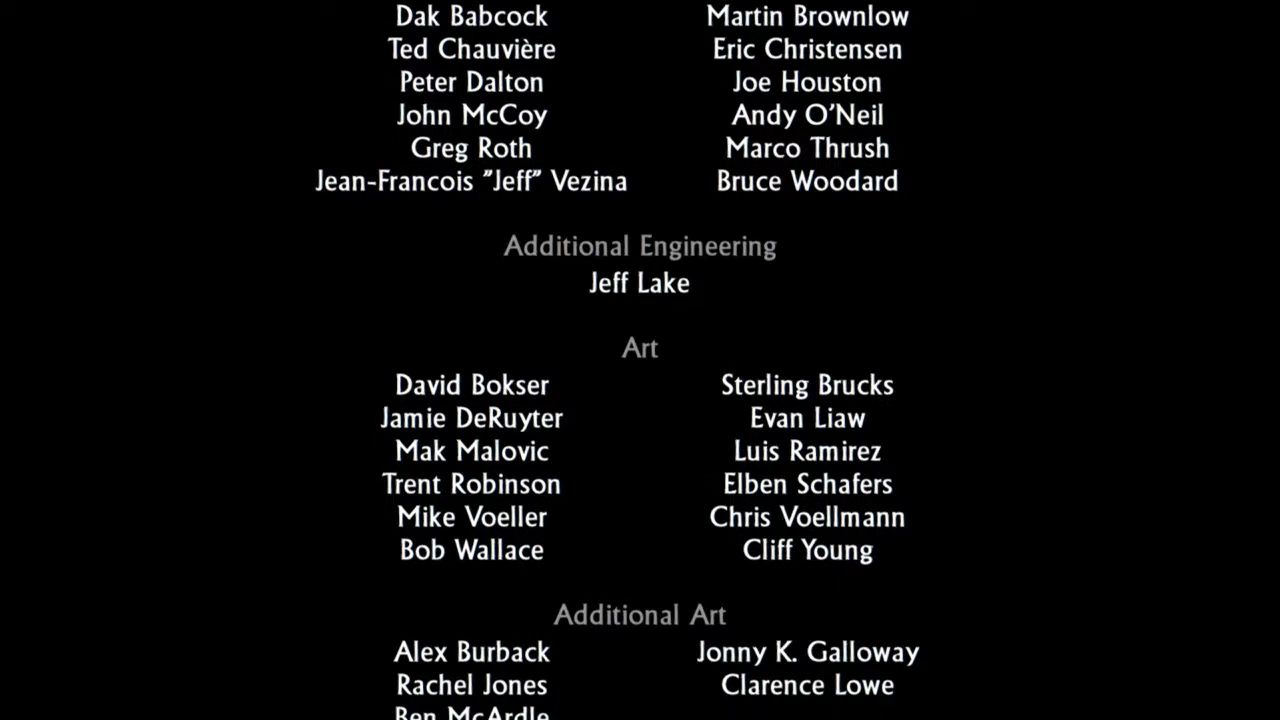 Dak Babcock Martin Brownlow
Ted Chauvière Eric Christensen
Peter Dalton Joe Houston
John McCoy Andy O'Neil
Greg Roth Marco Thrush
Jean-Francois "Jeff" Vezina Bruce Woodard
Additional Engineering
Jeff Lake
Art
David Bokser Sterling Brucks
Jamie DeRuyter Evan Liaw
Mak Malovic Luis Ramirez
Trent Robinson Elben Schafers
Mike Voeller Chris Voellmann
Bob Wallace Cliff Young
Additional Art
Alex Burback Jonny K. Galloway
Rachel Jones Clarence Lowe
Ben McArdle